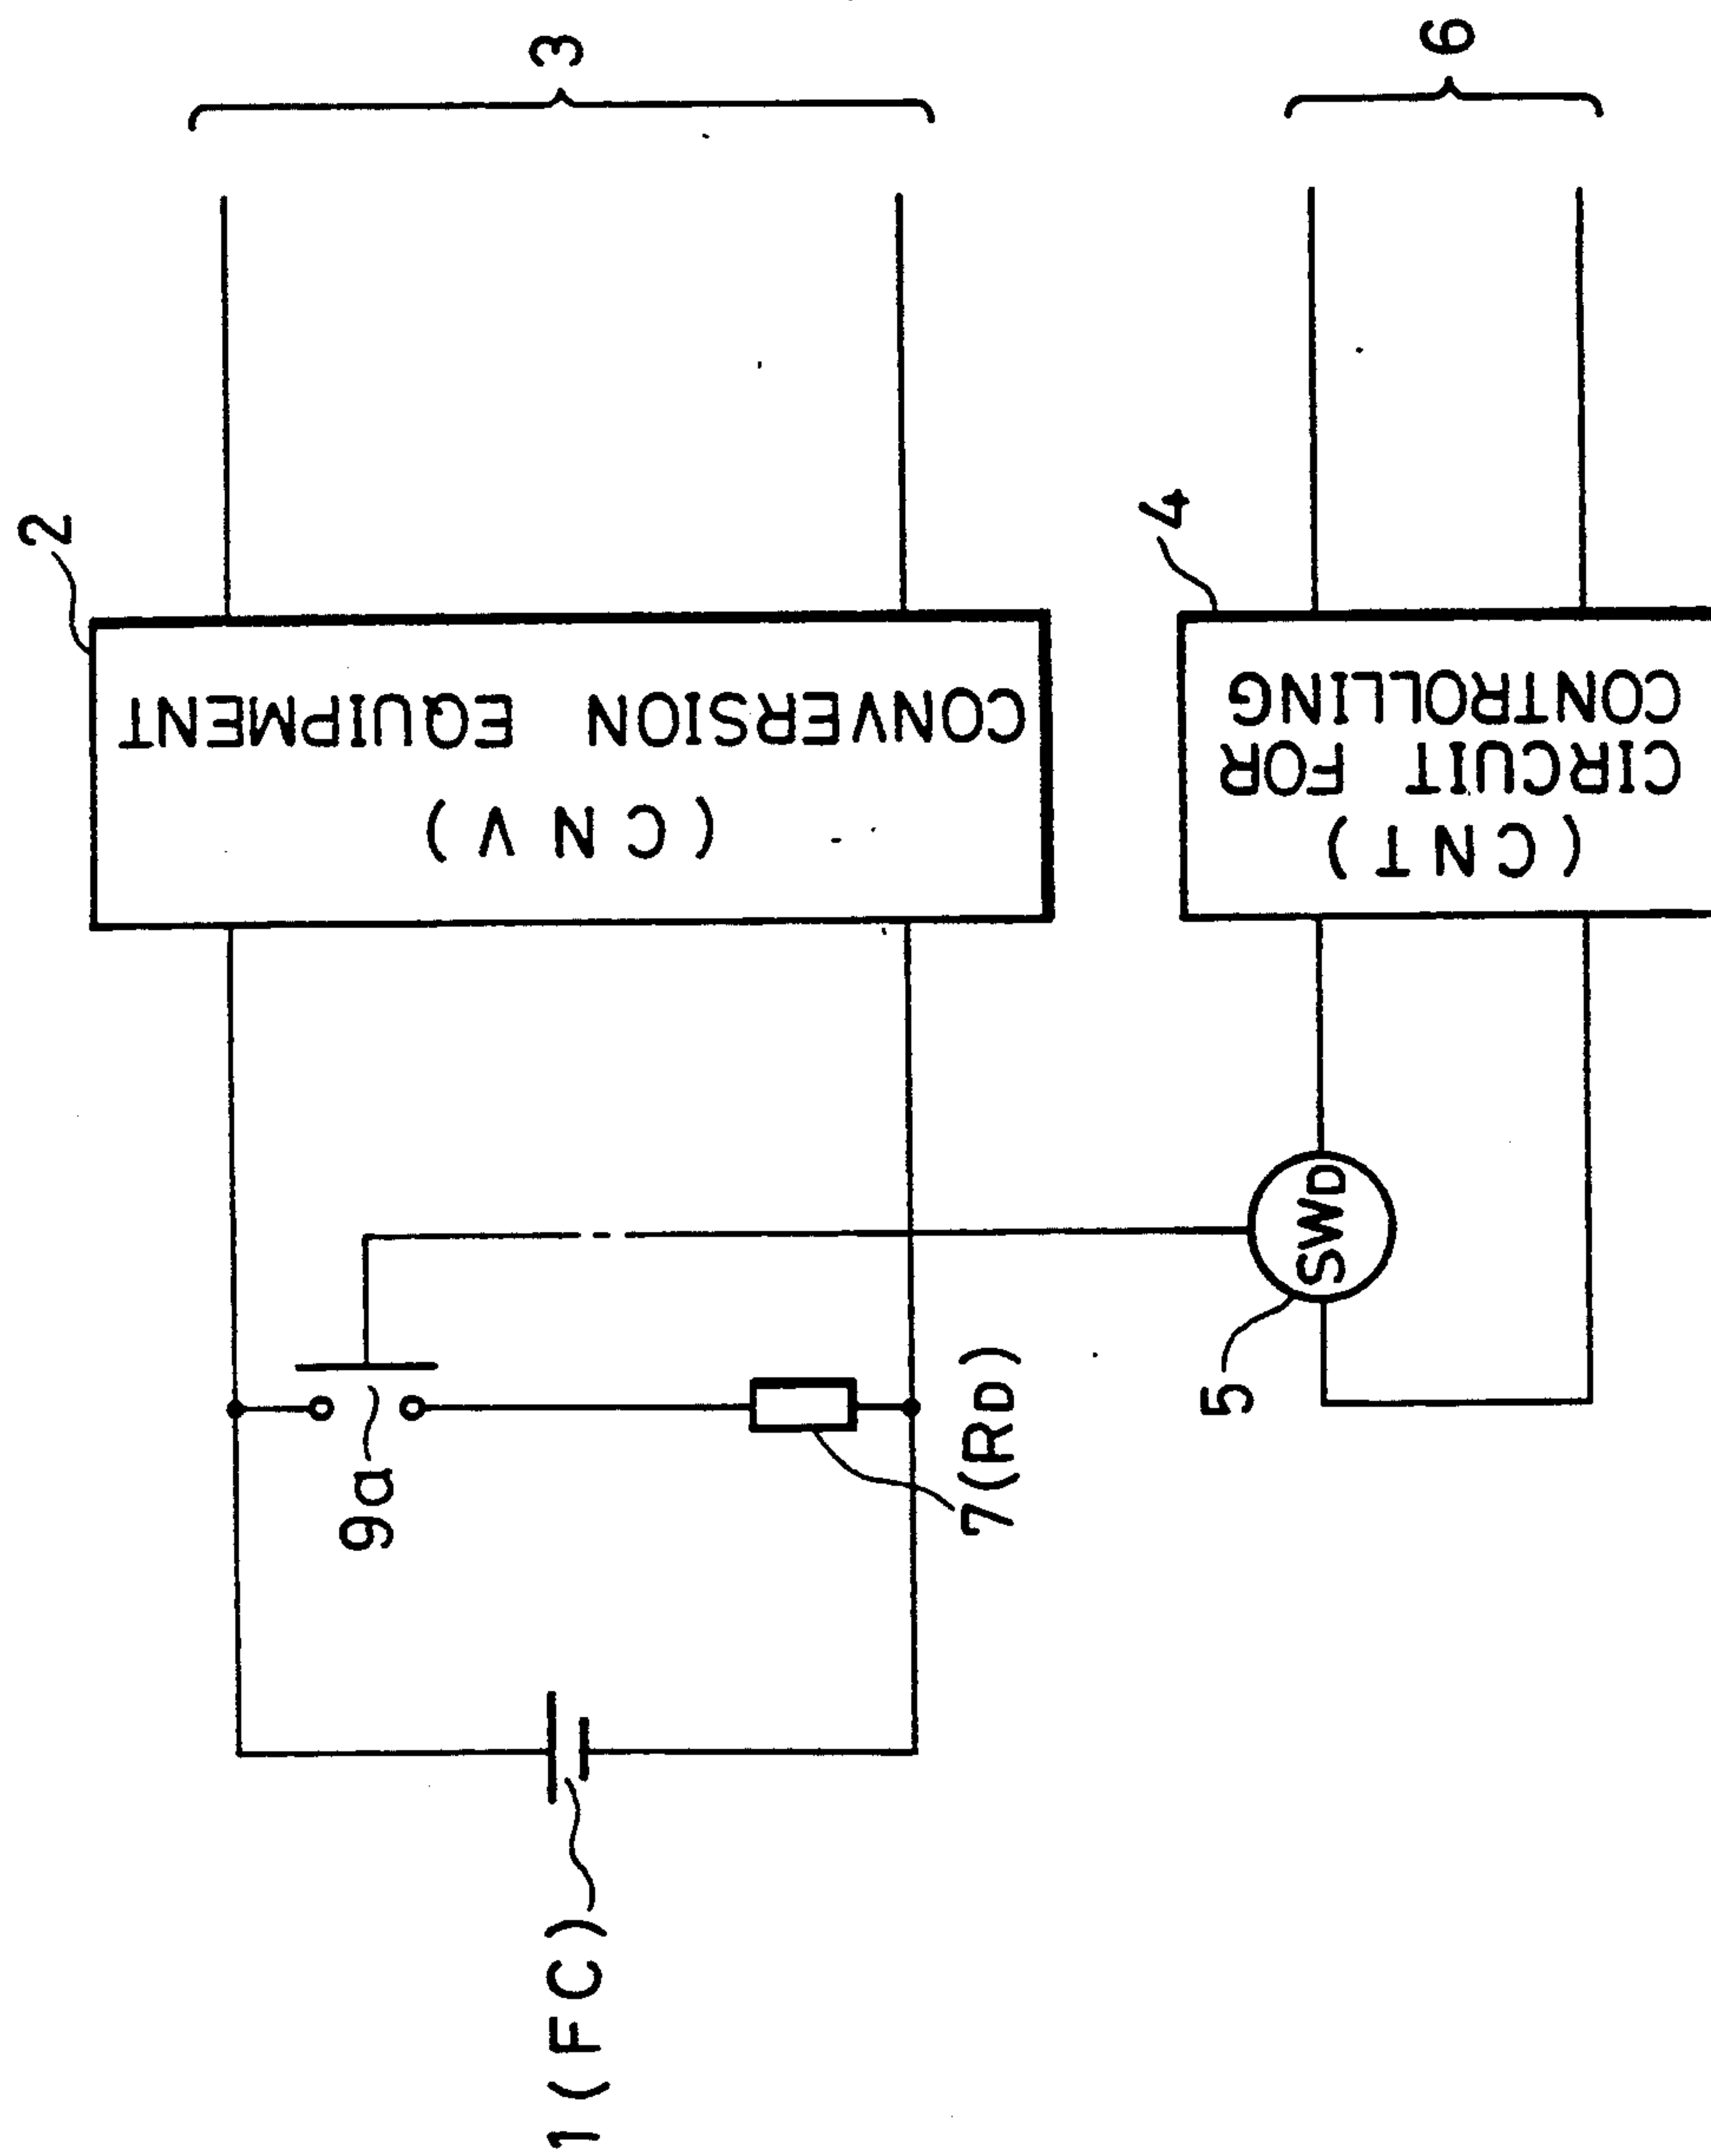 3
6
2
4
CONVERSION EQUIPMENT
(CNV)
CONTROLLING
CIRCUIT FOR
(CNT)
SWD
5
9a
7(RD)
1(FC)